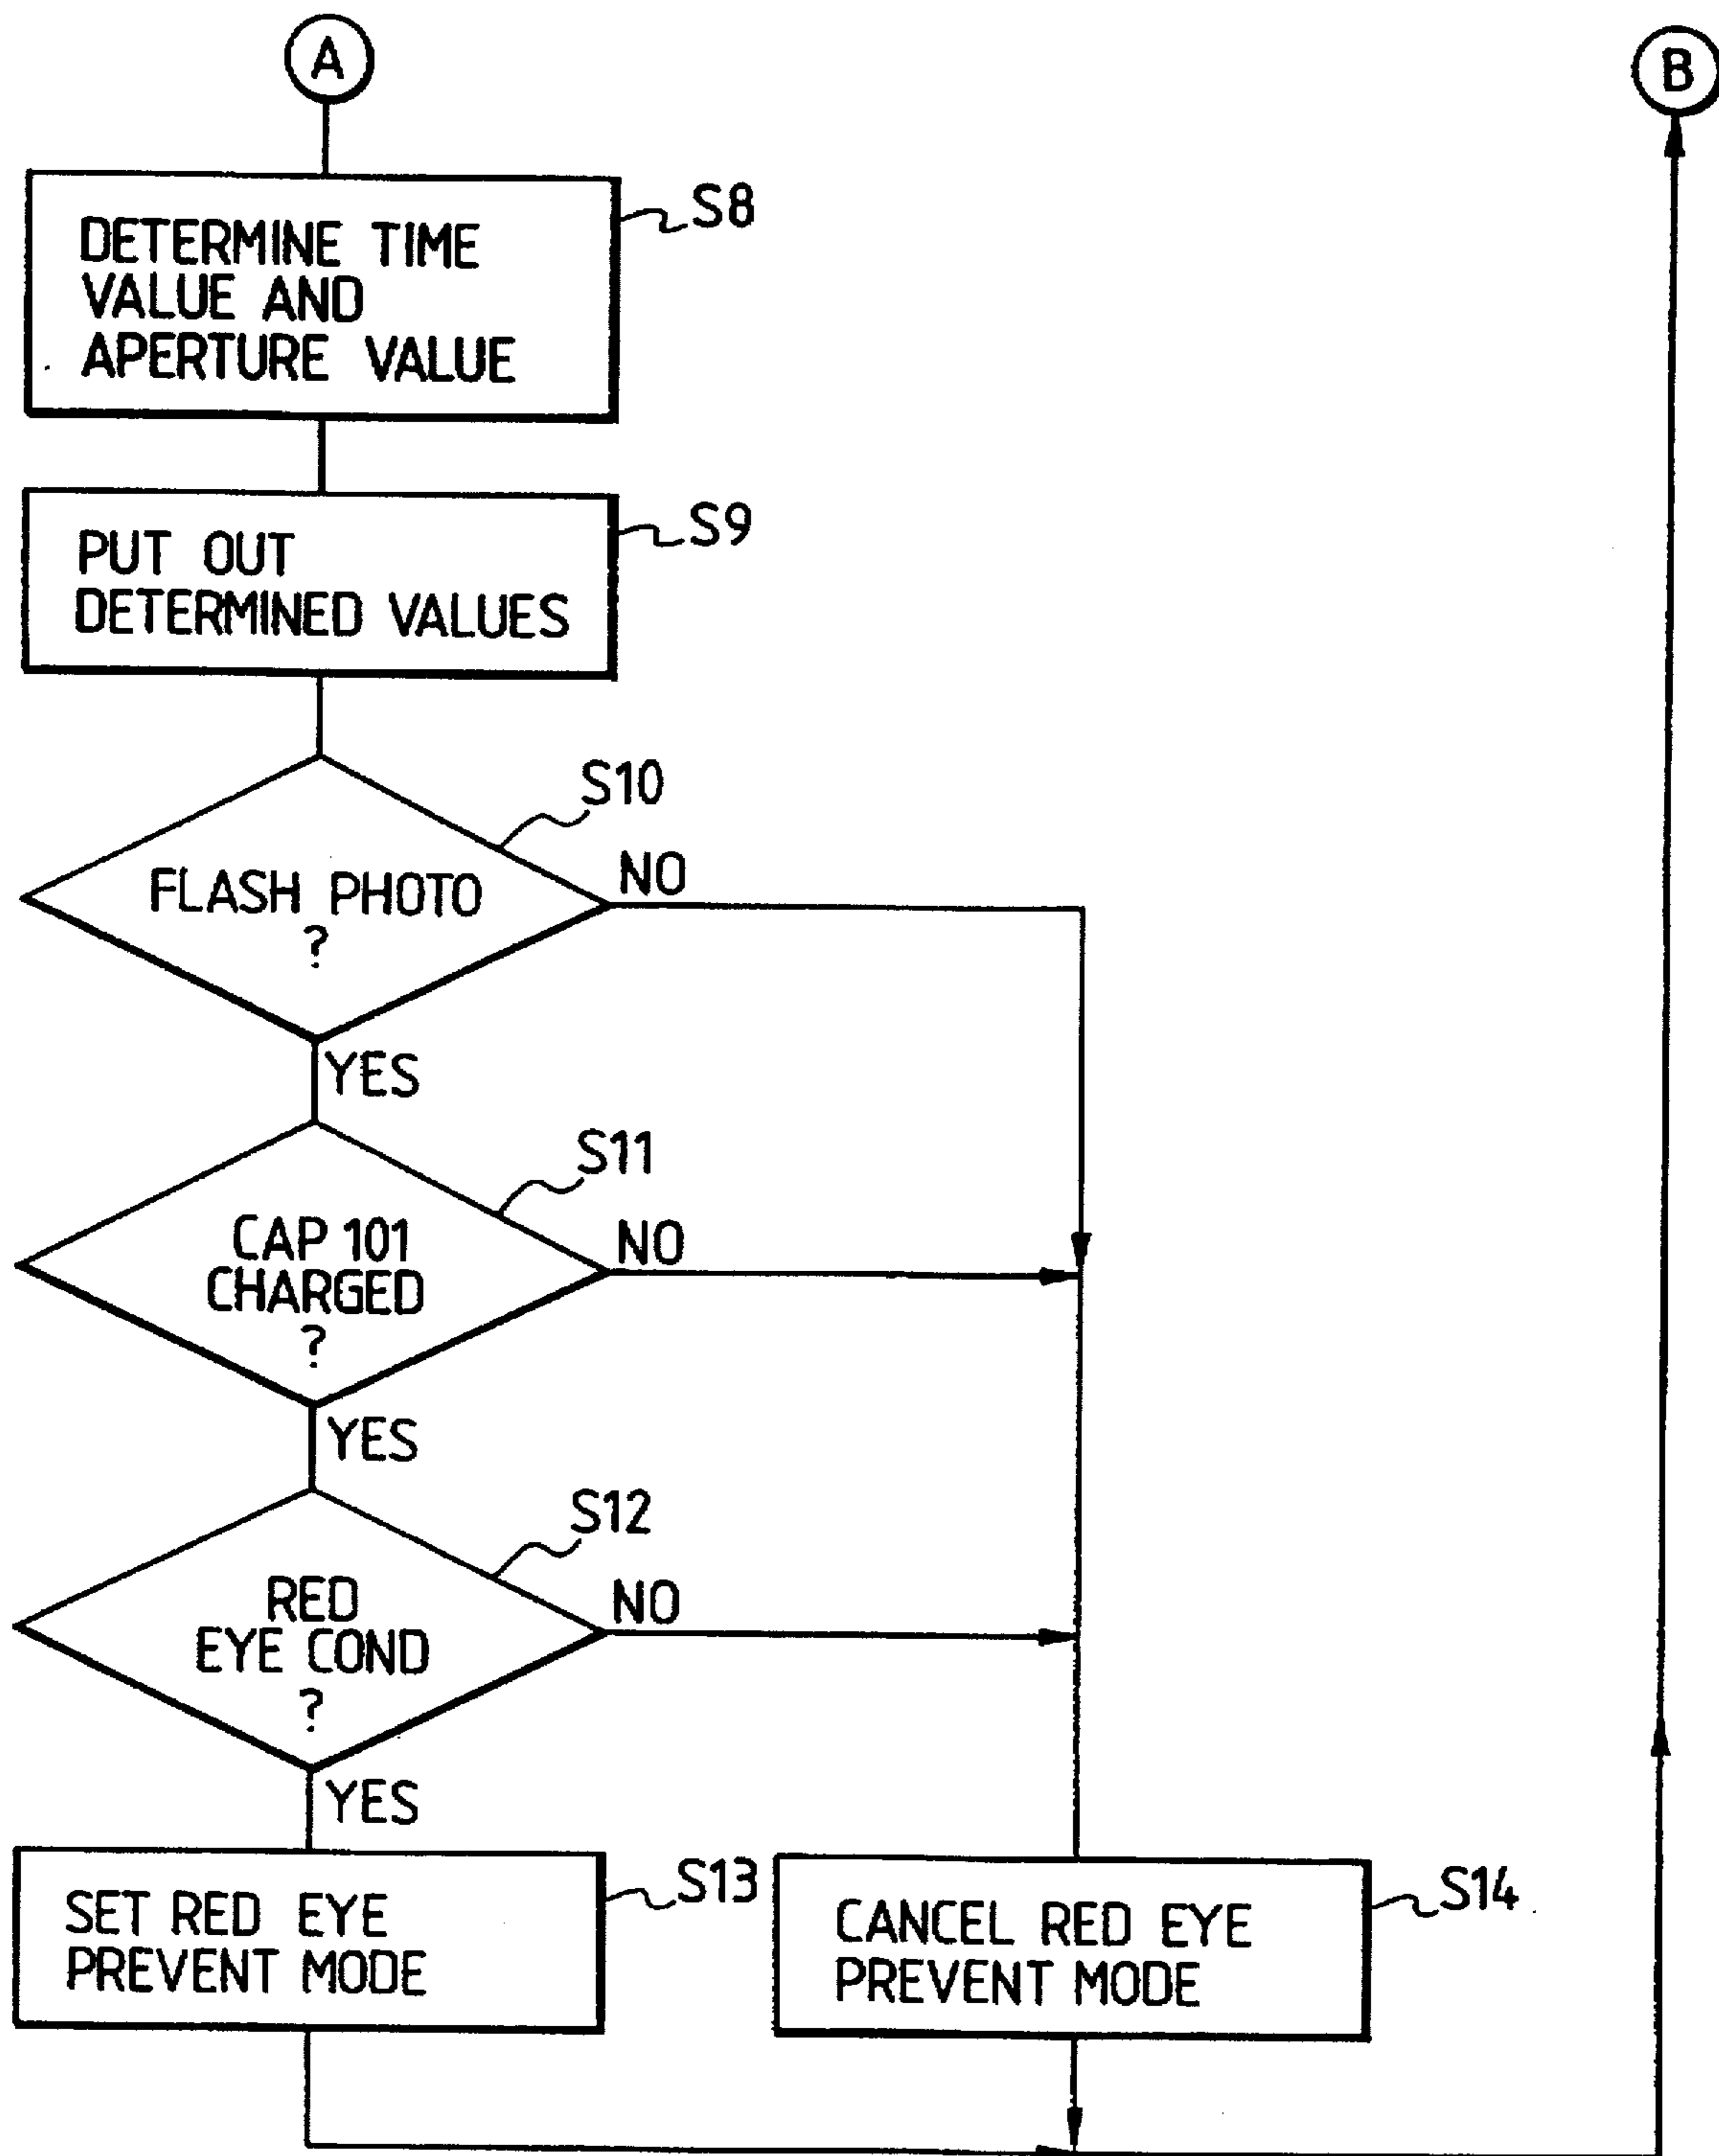 A
B
DETERMINE TIME
VALUE AND
APERTURE VALUE
S8
PUT OUT
DETERMINED VALUES
S9
S10
FLASH PHOTO
?
NO
YES
S11
CAP 101
CHARGED
?
NO
YES
S12
RED
EYE COND
?
NO
YES
SET RED EYE
PREVENT MODE
S13
CANCEL RED EYE
PREVENT MODE
S14